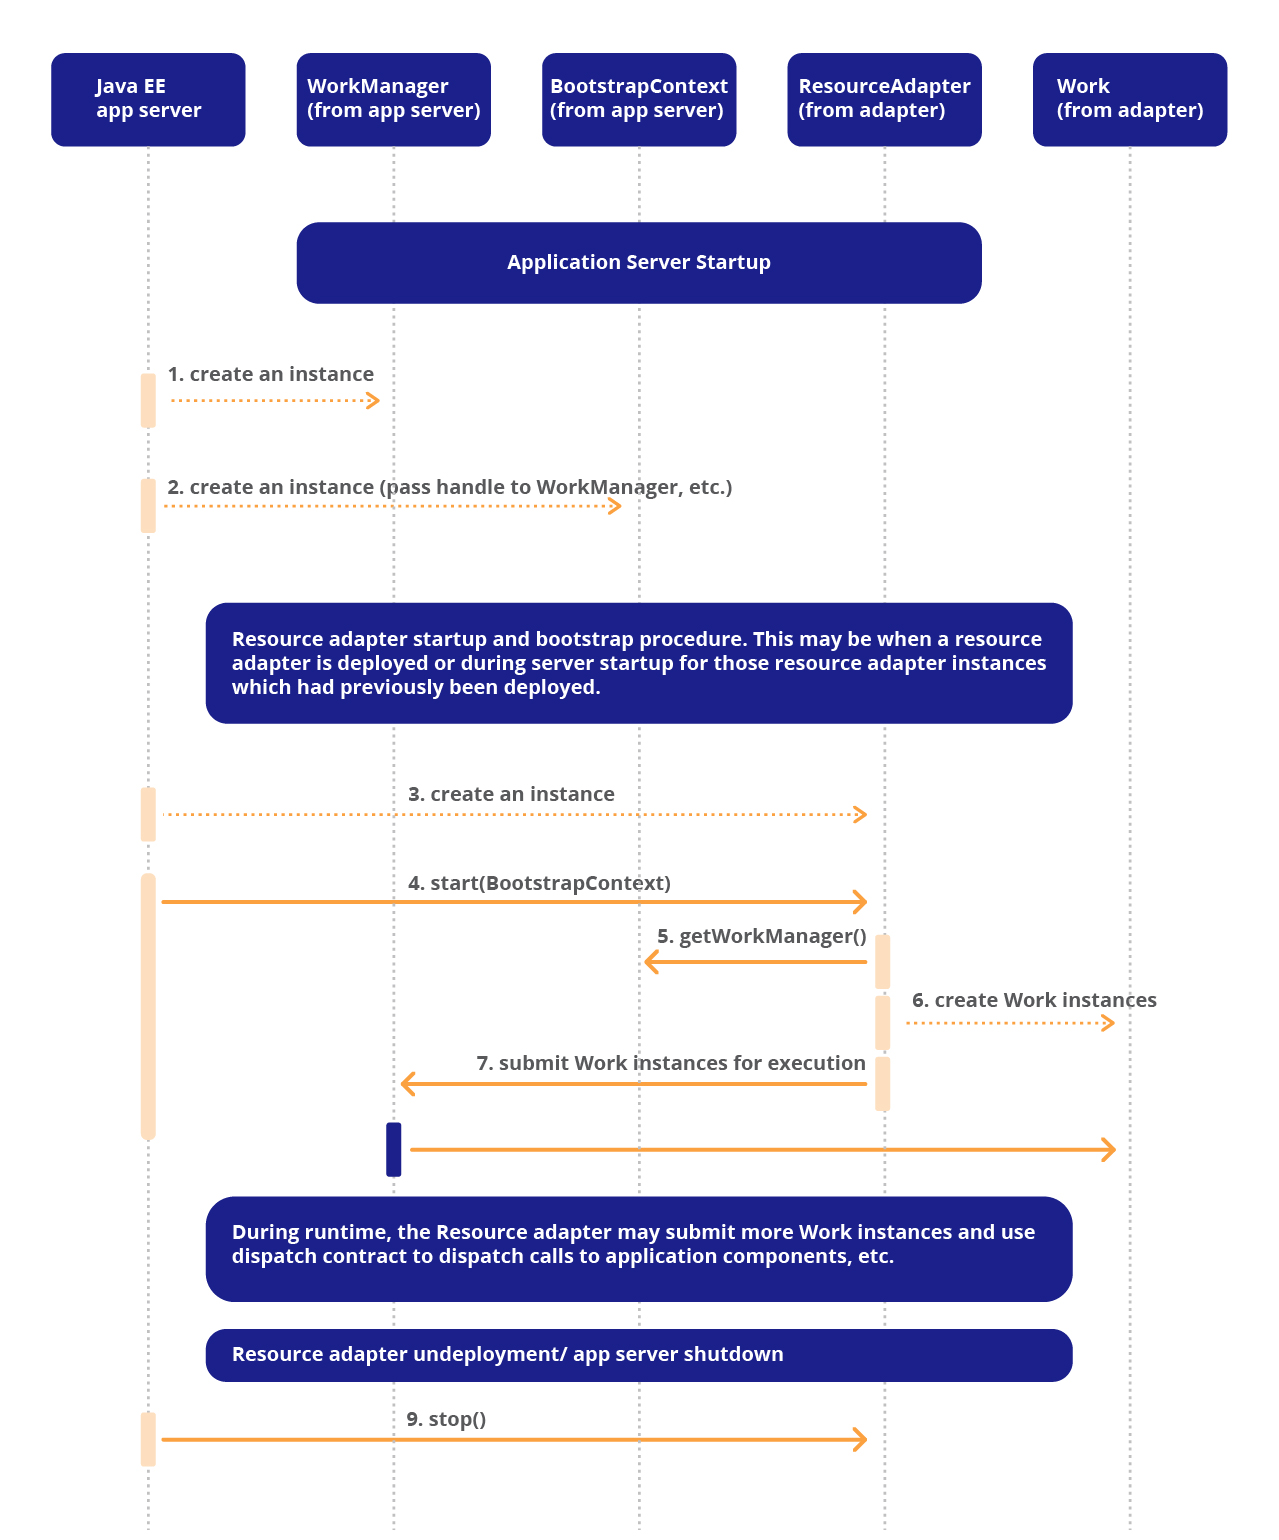 Java EE
app server
WorkManager
(from app server)
BootstrapContext
(from app server)
ResourceAdapter
(from adapter)
Work
(from adapter)
Application Server Startup
1. create an instance
2. create an instance (pass handle to WorkManager, etc.)
Resource adapter startup and bootstrap procedure. This may be when a resource
adapter is deployed or during server startup for those resource adapter instances
which had previously been deployed.
3. create an instance
4. start(BootstrapContext)
5. getWorkManager()
6. create Work instances
7. submit Work instances for execution
During runtime, the Resource adapter may submit more Work instances and use
dispatch contract to dispatch calls to application components, etc.
Resource adapter undeployment/ app server shutdown
9. stop()